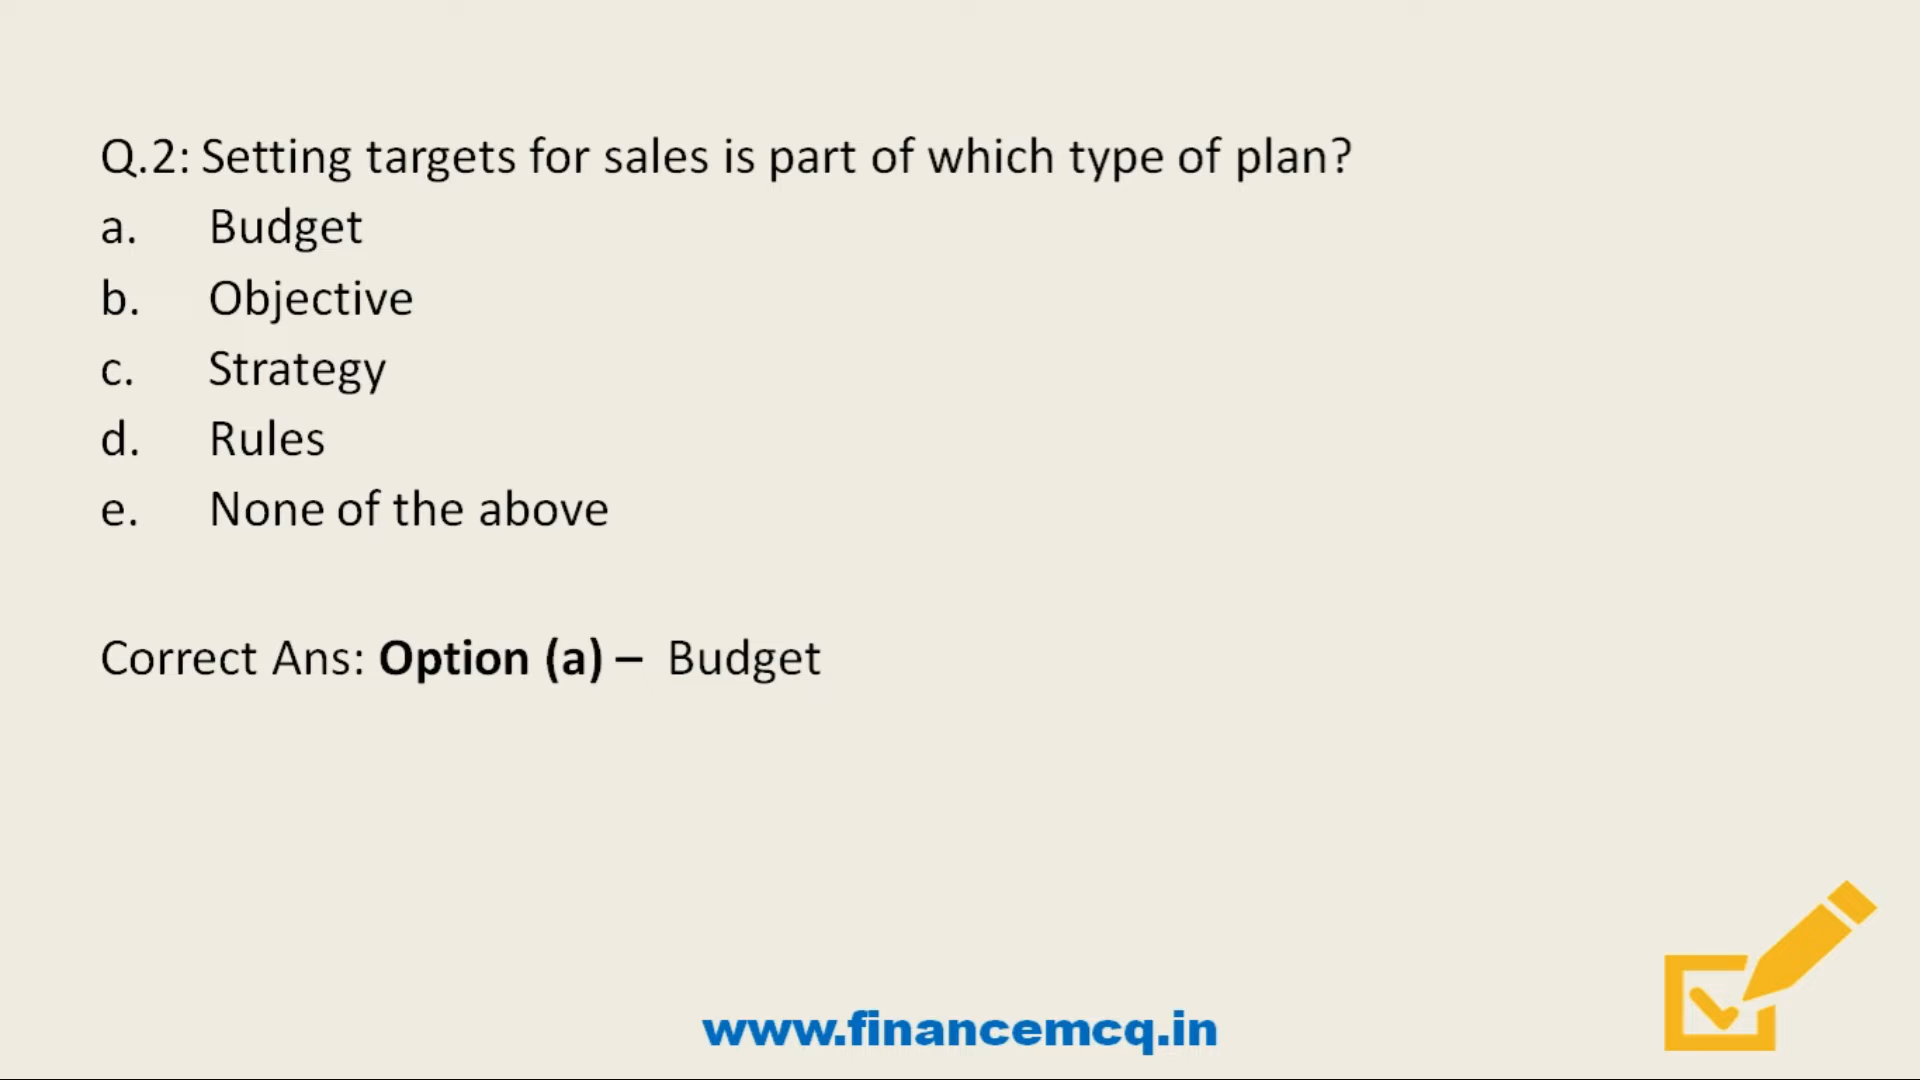 Q.2: Setting targets for sales is part of which type of plan?
a. Budget
b. Objective
c. Strategy
d. Rules
e. None of the above
Correct Ans: Option (a) – Budget
www.financemcq.in